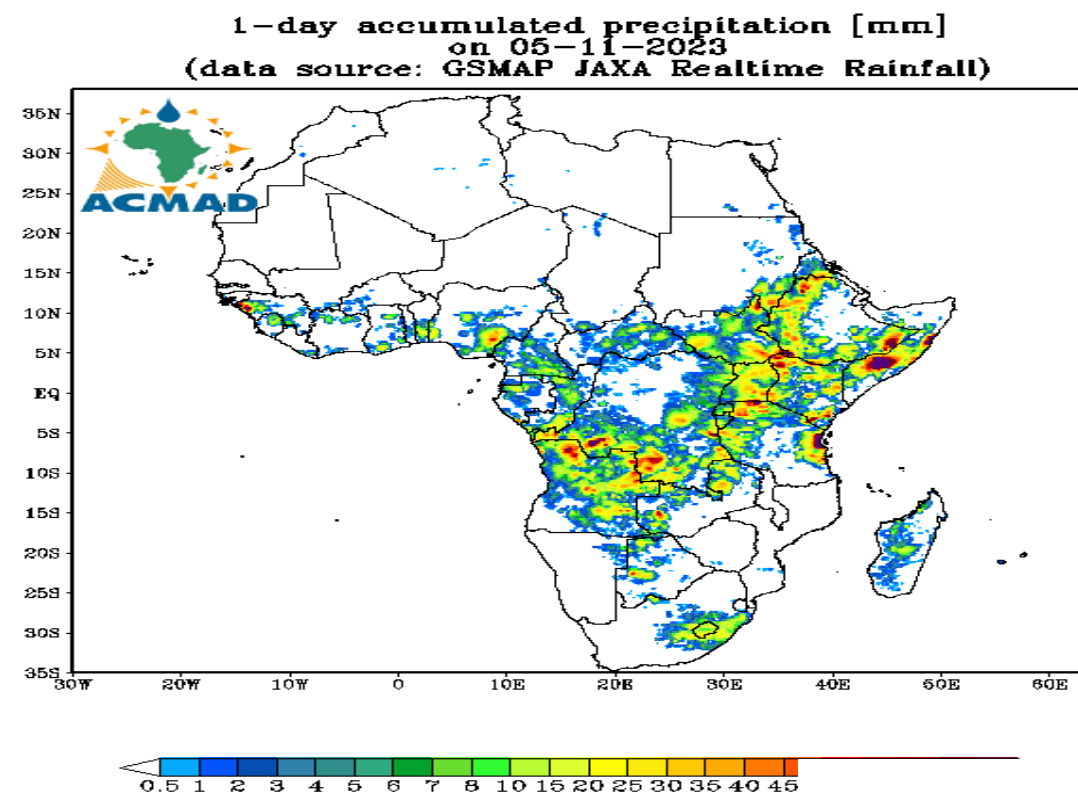 1-day accumulated precipitation [mm]
on 05-11-2023
(data source: GSMAP JAXA Realtime Rainfall)
ACMAD
35N
30N
25N
20N
15N
10N
5N
EQ
5S
10S
15S
20S
25S
30S
35S
30W 20W 10W 0 10E 20E 30E 40E 50E 60E
0.5 1 2 3 4 5 6 7 8 10 15 20 25 30 35 40 45